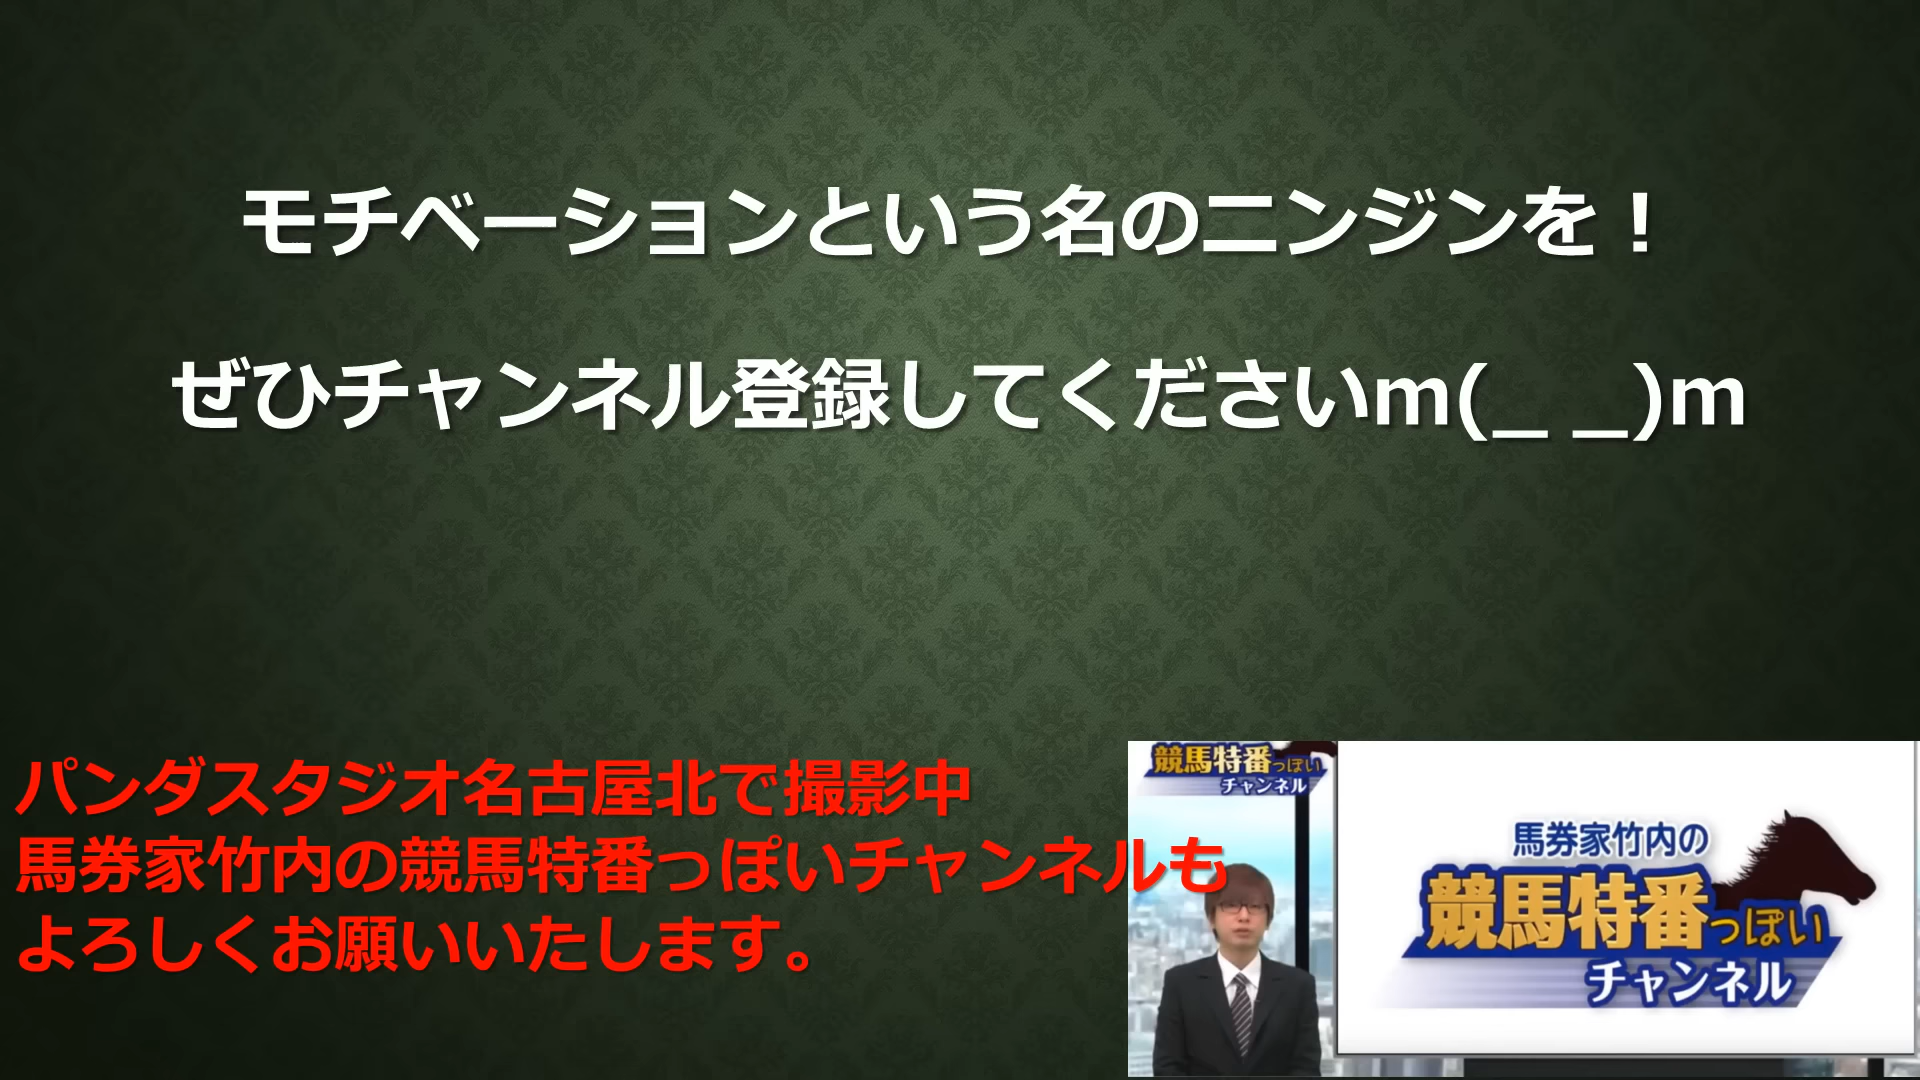 モチベーションという名のニンジンを！
ぜひチャンネル登録してくださいm(_ _)m
パンダスタジオ名古屋北で撮影中
馬券家竹内の競馬特番っぽいチャンネルも
よろしくお願いいたします。
競馬特番っぽい
チャンネル
馬券家竹内の
競馬特番っぽい
チャンネル